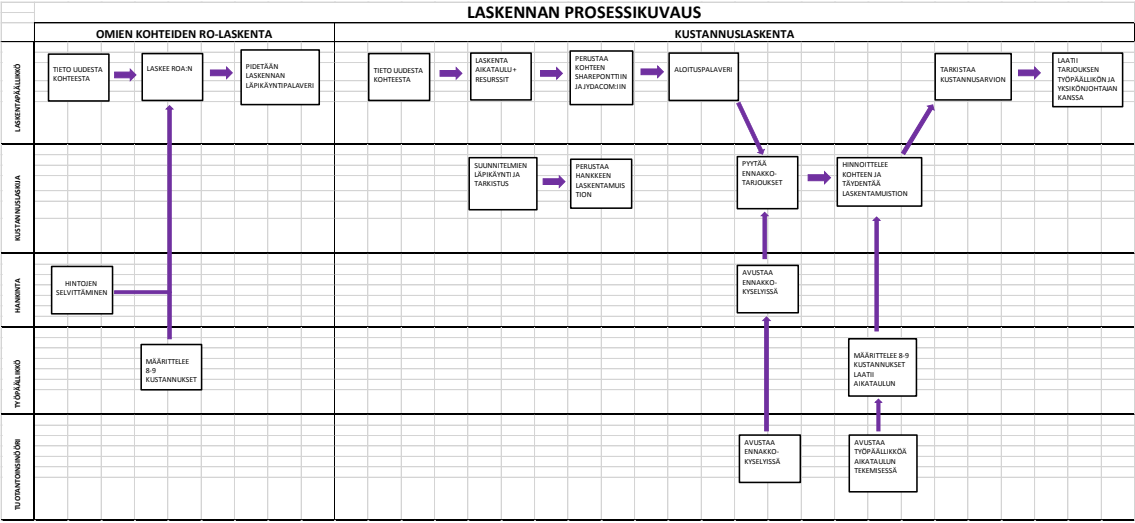 LASKENNAN PROSESSIKUVAUS
OMIEN KOHTEIDEN RO-LASKENTA
KUSTANNUSLASKENTA
LASKENTAPÄÄLLIKKÖ
TIETO UUDESTA
KOHTEESTA
LASKEE ROA:N
PIDETÄÄN
LASKENNAN
LÄPIKÄYNTIPALAVERI
TIETO UUDESTA
KOHTEESTA
LASKENTA
AIKATAULU+
RESURSSIT
PERUSTAA
KOHTEEN
SHAREPONTTIIN
JA JYDACOM:IIN
ALOITUSPALAVERI
TARKISTAA
KUSTANNUSARVION
LAATII
TARJOUKSEN
TYÖPÄÄLLIKÖN JA
YKSIKÖNJOHTAJAN
KANSSA
KUSTANNUSLASKIJA
SUUNNITELMIEN
LÄPIKÄYNTI JA
TARKISTUS
PERUSTAA
HANKKEEN
LASKENTAMUIS
TION
PYYTÄÄ
ENNAKKO-
TARJOUKSET
HINNOITTELEE
KOHTEEN JA
TÄYDENTÄÄ
LASKENTAMUISTION
HANKINTA
HINTOJEN
SELVITTÄMINEN
AVUSTAA
ENNAKKO-
KYSELYISSÄ
TYÖPÄÄLLIKKÖ
MÄÄRITTELEE
8-9
KUSTANNUKSET
MÄÄRITTELEE 8-9
KUSTANNUKSET
LAATII
AIKATAULUN
TUOTANTOINSINÖÖRI
AVUSTAA
ENNAKKO-
KYSELYISSÄ
AVUSTAA
TYÖPÄÄLLIKKÖÄ
AIKATAULUN
TEKEMISESSÄ